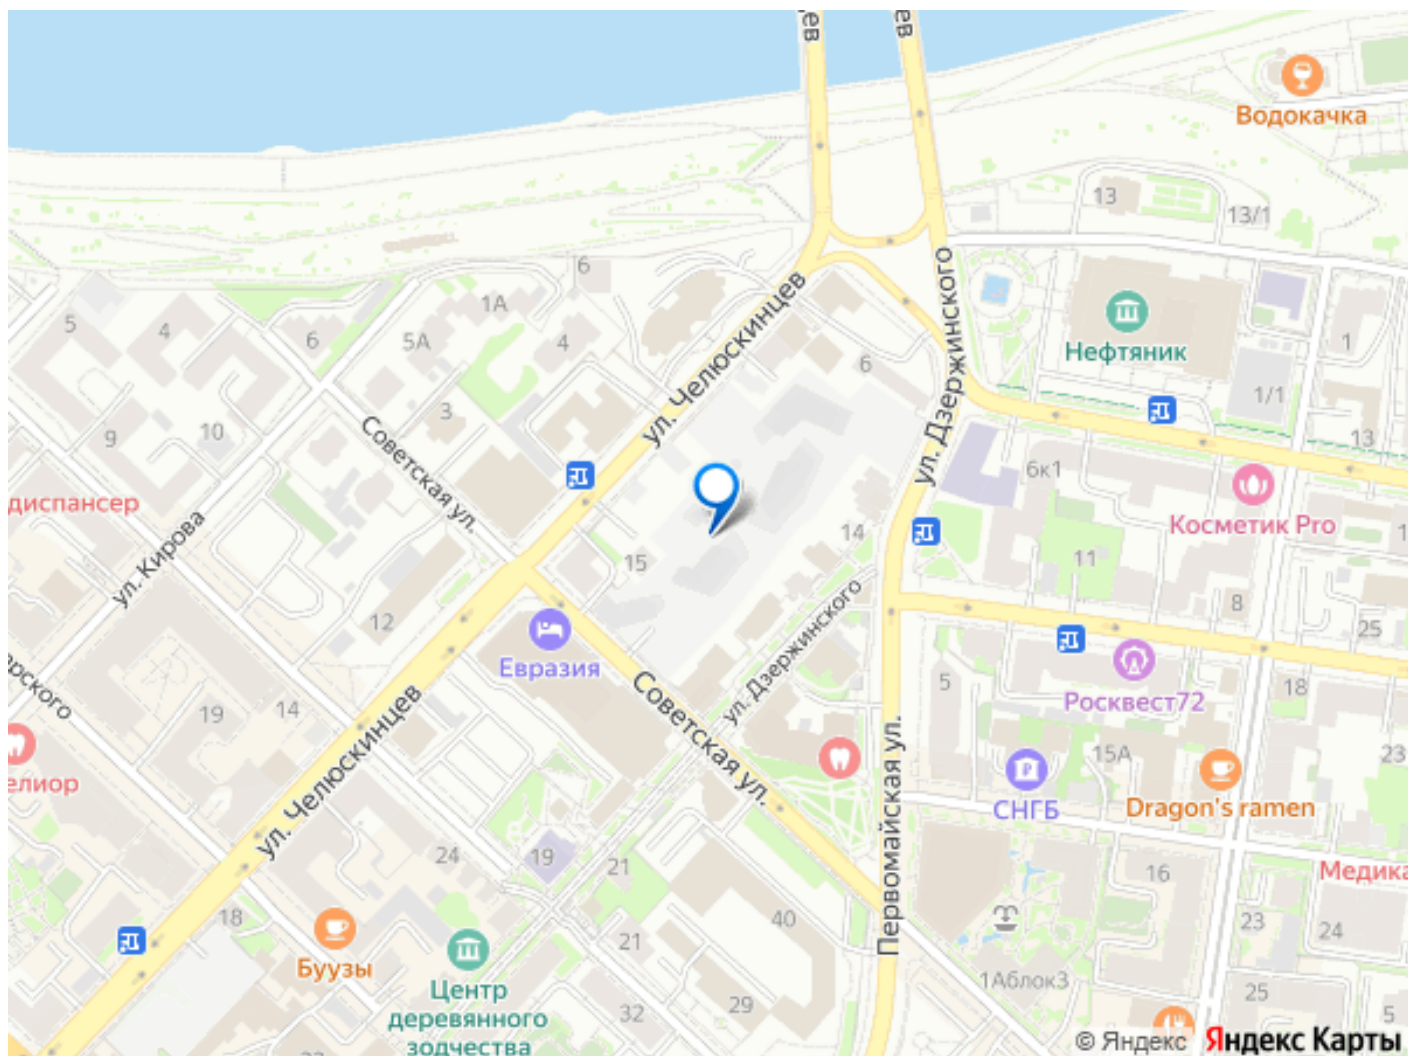 Водокачка
13
13/1
6
1А
5
4
6
5А
4
ул. Челюскинцев
6
Нефтяник
1
ул. Дзержинского
1/1
3
9
10
13
Советская ул.
6к1
диспансер
Косметик Pro
14
15
11
ул. Кирова
8
12
25
Евразия
ул. Дзержинского
5
18
Росквест72
Советская ул.
19
14
15А
23
ул. Челюскинцев
Первомайская ул.
СНГБ
Dragon's ramen
24
19
21
16
18
40
23
24
21
Буузы
1Аблок3
Центр
деревянного
зодчества
32
29
25
© Яндекс Яндекс Карты